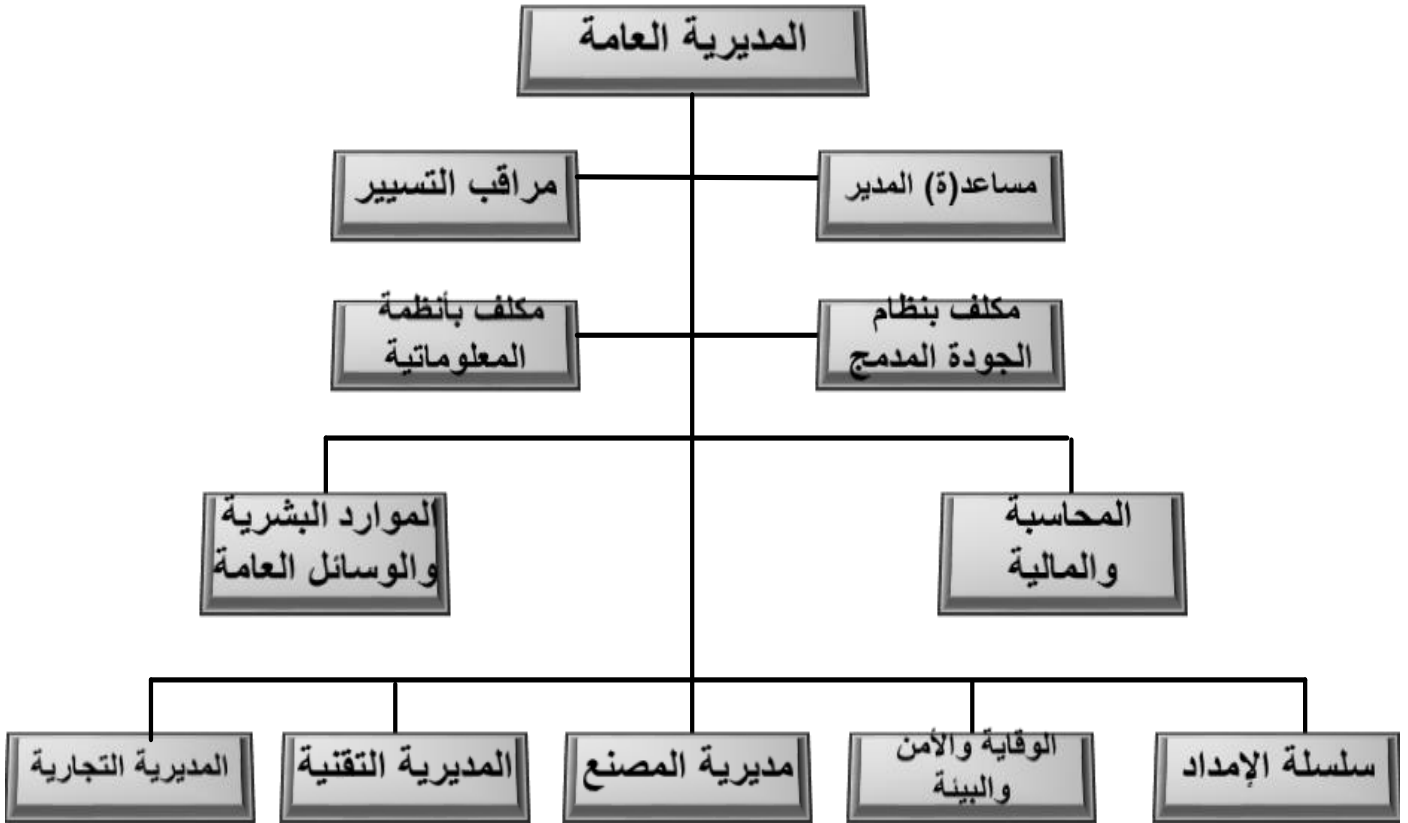 المديرية العامة
مساعد(ة) المدير
مراقب التسيير
مكلف بنظام
الجودة المدمج
مكلف بأنظمة
المعلوماتية
المحاسبة
والمالية
الموارد البشرية
والوسائل العامة
سلسلة الإمداد
الوقاية والأمن
والبيئة
مديرية المصنع
المديرية التقنية
المديرية التجارية